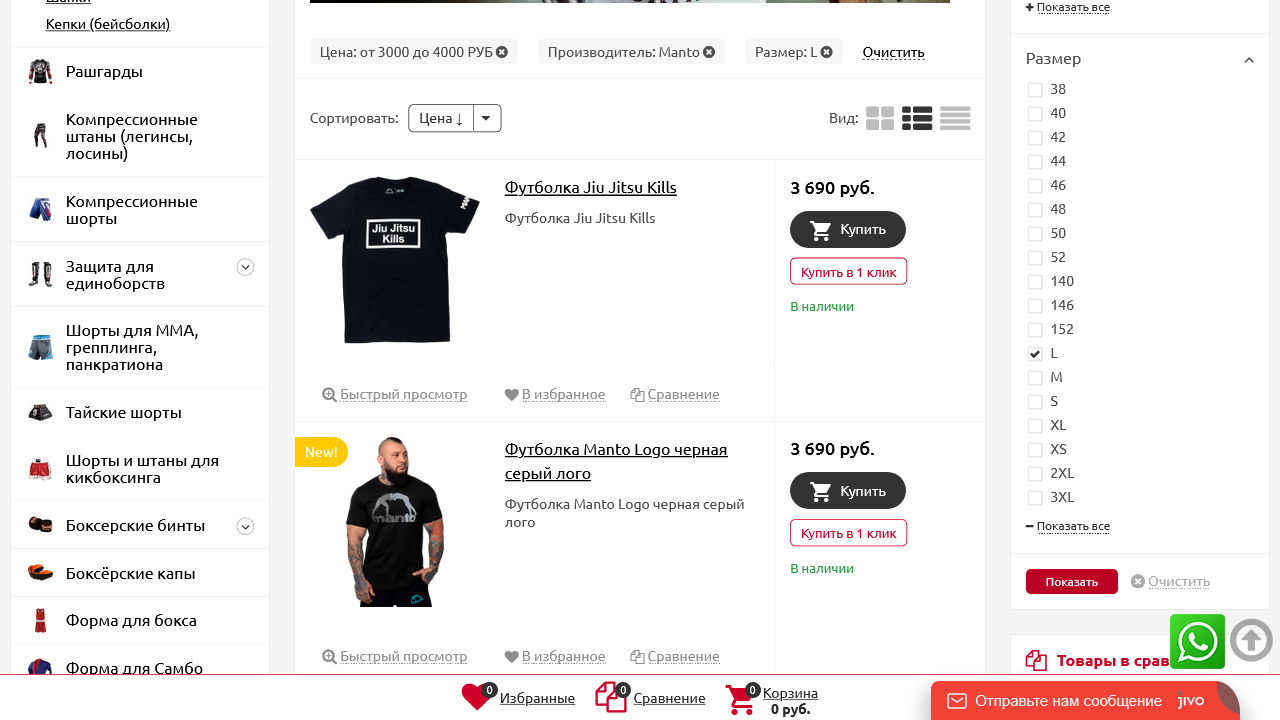 Шапки
Кепки (бейсболки)
Рашгарды
Компрессионные
штаны (легинсы,
лосины)
Компрессионные
шорты
Защита для
единоборств
Шорты для ММА,
грепплинга,
панкратиона
Тайские шорты
Шорты и штаны для
кикбоксинга
Боксерские бинты
Боксёрские капы
Форма для бокса
Форма для Самбо
Цена: от 3000 до 4000 РУБ
Производитель: Manto
Размер: L
Очистить
Сортировать: Цена ↓
Вид:
Jiu Jitsu
Kills
Футболка Jiu Jitsu Kills
Футболка Jiu Jitsu Kills
3 690 руб.
Купить
Купить в 1 клик
В наличии
Быстрый просмотр
В избранное
Сравнение
New!
manto
Футболка Manto Logo черная
серый лого
Футболка Manto Logo черная серый
лого
3 690 руб.
Купить
Купить в 1 клик
В наличии
Быстрый просмотр
В избранное
Сравнение
Показать все
Размер
38
40
42
44
46
48
50
52
140
146
152
L
M
S
XL
XS
2XL
3XL
Показать все
Показать
Очистить
0 Избранные
0 Сравнение
0 Корзина
0 руб.
Отправьте нам сообщение
jivo